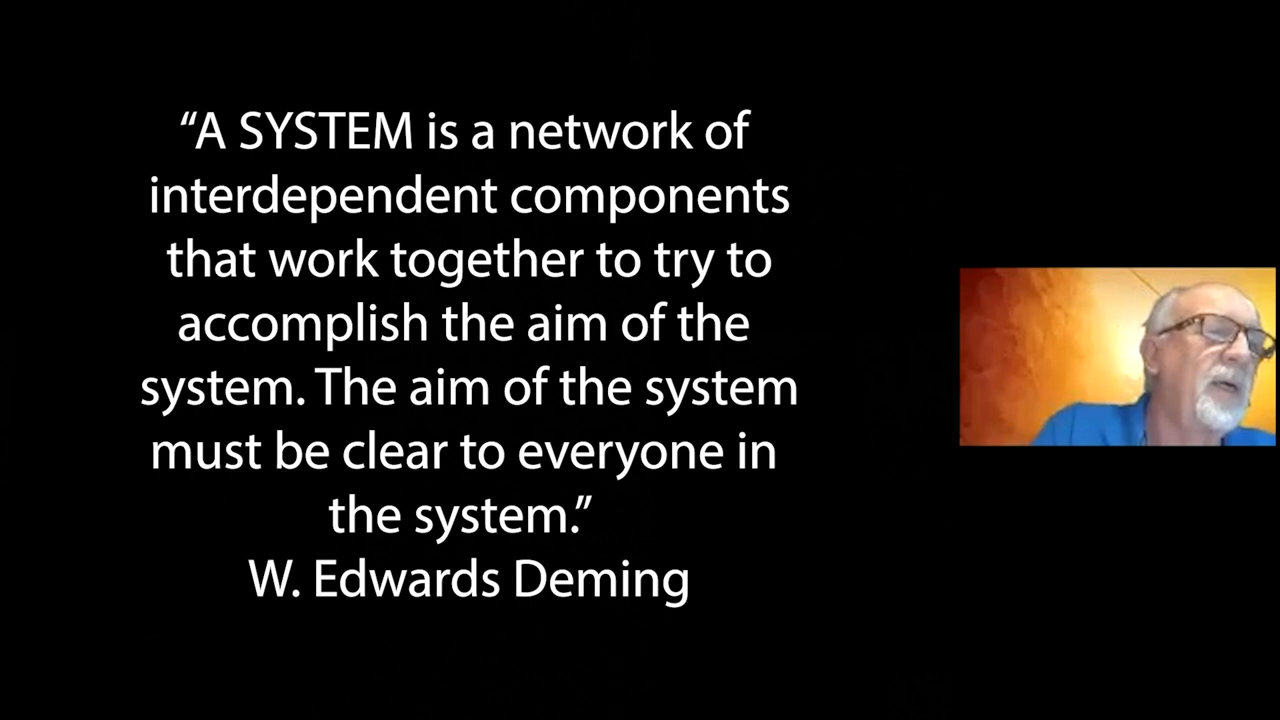 “A SYSTEM is a network of
interdependent components
that work together to try to
accomplish the aim of the
system. The aim of the system
must be clear to everyone in
the system.”
W. Edwards Deming